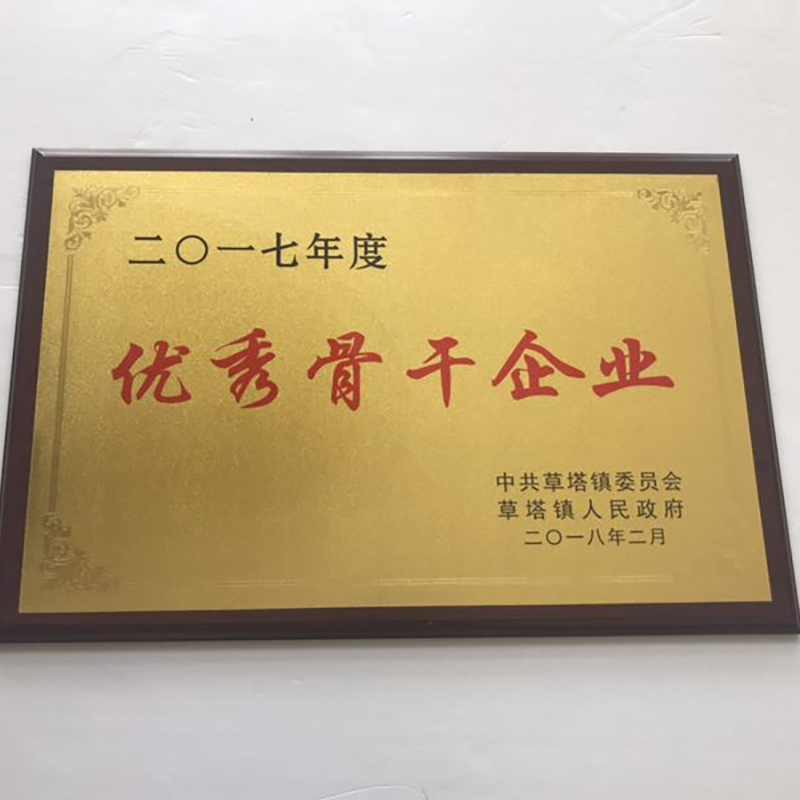 二〇一七年度
优秀骨干企业
中共草塔镇委员会
草塔镇人民政府
二〇一八年二月